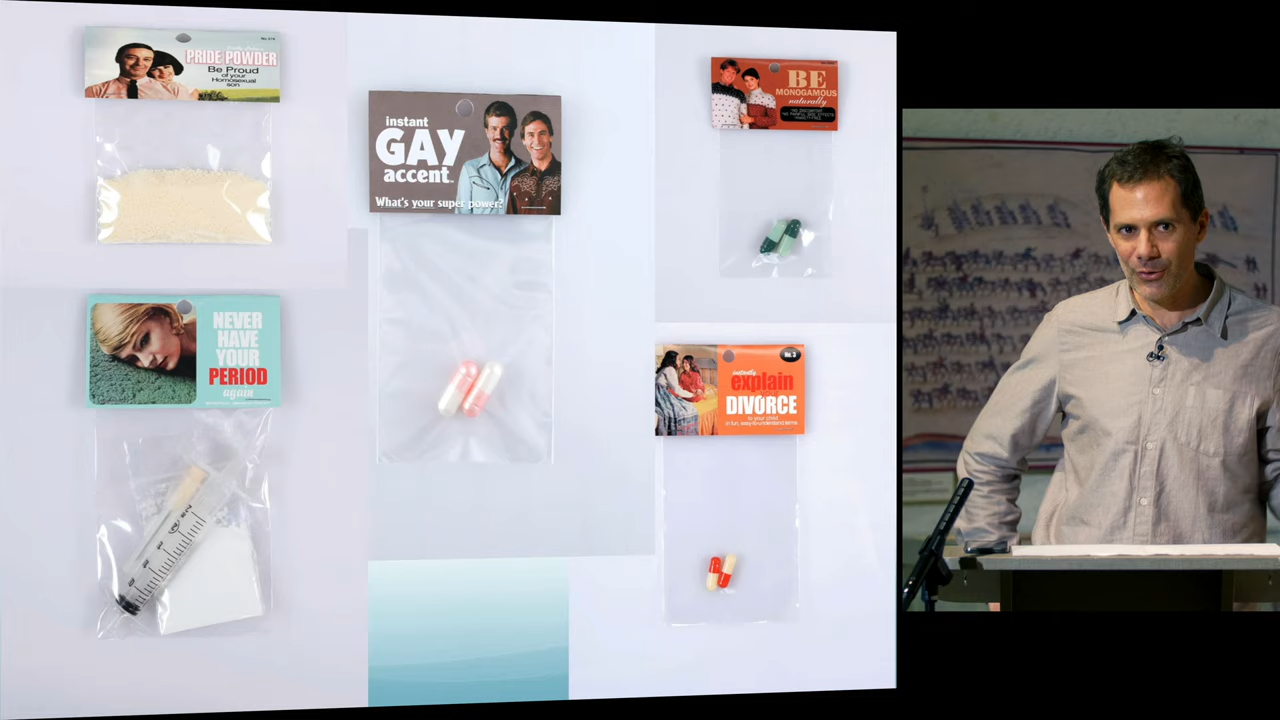 PRIDE POWDER
Be Proud
of your
Homosexual
son
instant
GAY
accent
What's your super power?
BE
MONOGAMOUS
naturally
NEVER
HAVE
YOUR
PERIOD
again
No. 3
instantly
explain
DIVORCE
to your child
in fun, easy-to-understand terms